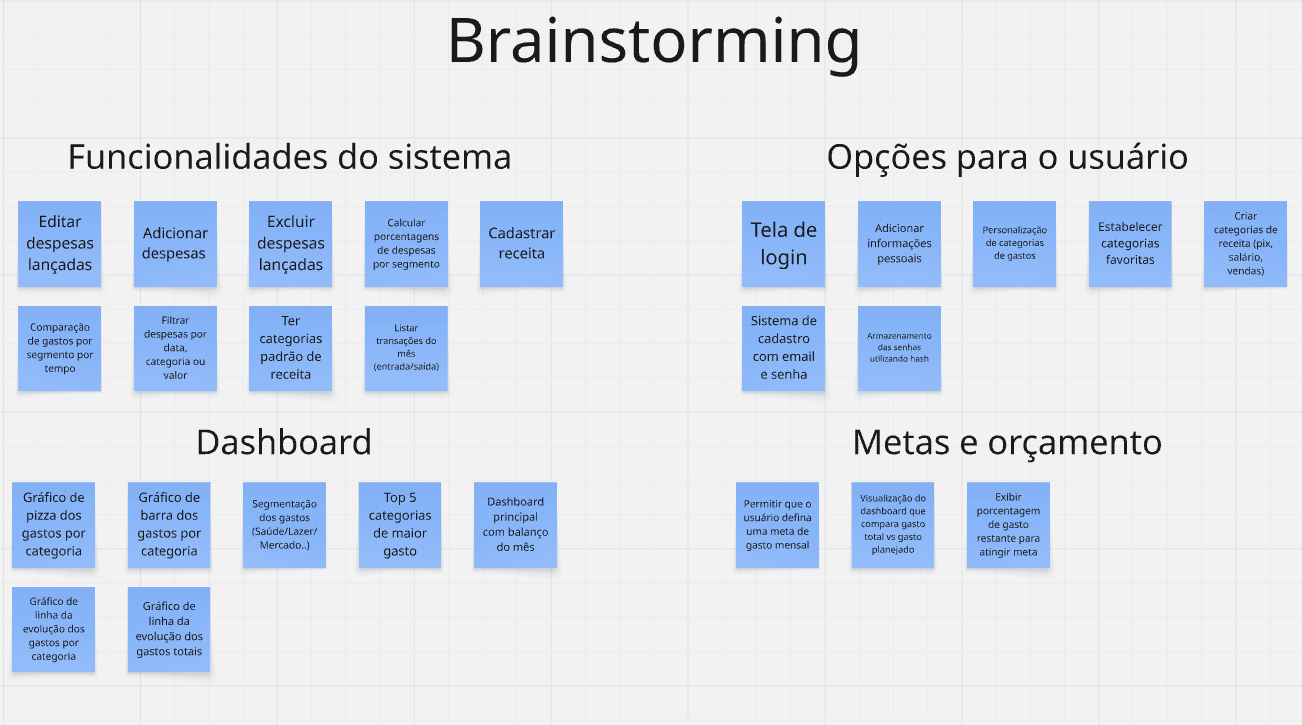 Brainstorming
Funcionalidades do sistema
Editar
despesas
lançadas
Adicionar
despesas
Excluir
despesas
lançadas
Calcular
porcentagens
de despesas
por segmento
Cadastrar
receita
Comparação
de gastos por
segmento por
tempo
Filtrar
despesas por
data,
categoria ou
valor
Ter
categorias
padrão de
receita
Listar
transações do
mês
(entrada/saída)
Opções para o usuário
Tela de
login
Adicionar
informações
pessoais
Personalização
de categorias
de gastos
Estabelecer
categorias
favoritas
Criar
categorias de
receita (pix,
salário,
vendas)
Sistema de
cadastro
com email
e senha
Armazenamento
das senhas
utilizando hash
Dashboard
Gráfico de
pizza dos
gastos por
categoria
Gráfico de
barra dos
gastos por
categoria
Segmentação
dos gastos
(Saúde/Lazer/
Mercado..)
Top 5
categorias
de maior
gasto
Dashboard
principal
com balanço
do mês
Gráfico de
linha da
evolução dos
gastos por
categoria
Gráfico de
linha da
evolução dos
gastos totais
Metas e orçamento
Permitir que o
usuário defina
uma meta de
gasto mensal
Visualização do
dashboard que
compara gasto
total vs gasto
planejado
Exibir
porcentagem
de gasto
restante para
atingir meta